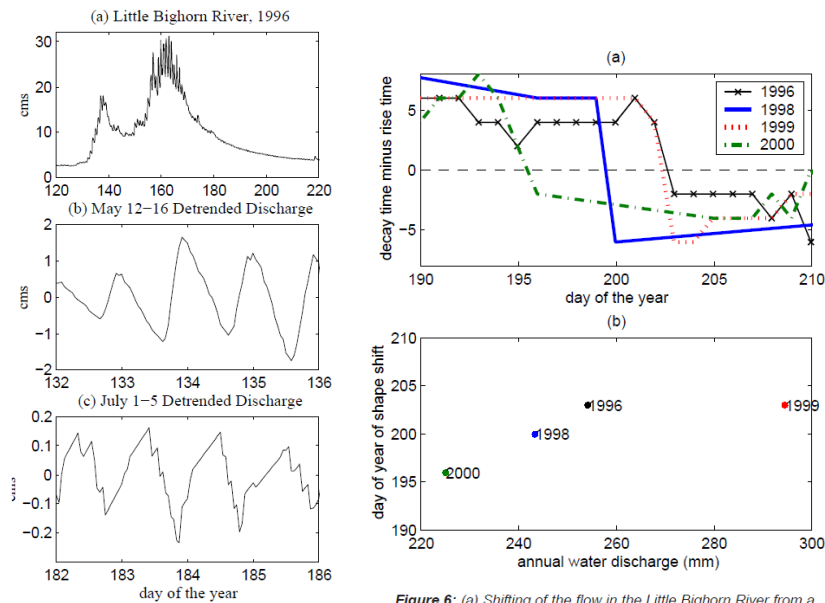 (a) Little Bighorn River, 1996
30
20
10
0
cms
120 140 160 180 200 220
(b) May 12−16 Detrended Discharge
2
1
0
−1
−2
cms
132 133 134 135 136
(c) July 1−5 Detrended Discharge
0.2
0.1
0
−0.1
−0.2
182 183 184 185 186
day of the year
(a)
5
0
−5
decay time minus rise time
1996
1998
1999
2000
190 195 200 205 210
day of the year
(b)
210
205
200
195
190
day of year of shape shift
2000
1998
1996
1999
220 240 260 280 300
annual water discharge (mm)
Figure 6: (a) Shifting of the flow in the Little Bighorn River from a